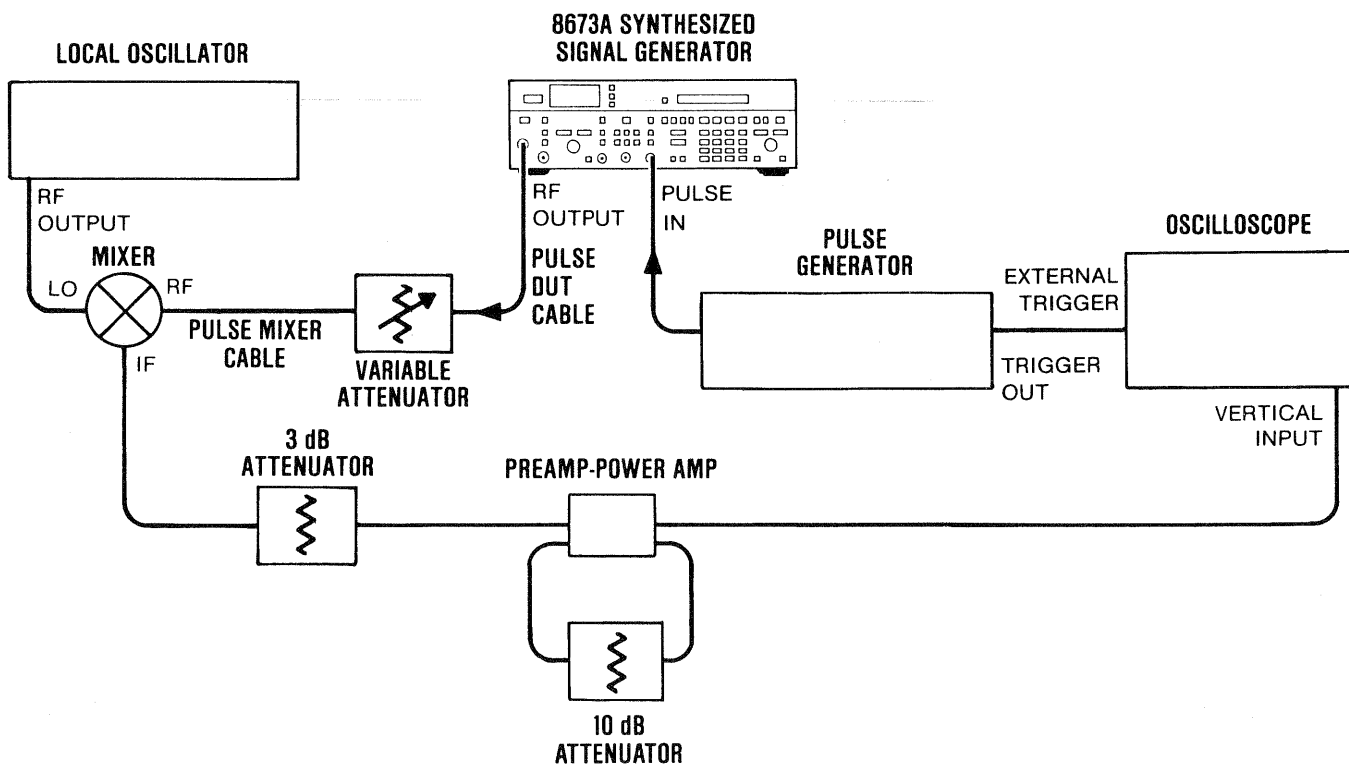 8673A SYNTHESIZED
SIGNAL GENERATOR
LOCAL OSCILLATOR
RF
OUTPUT
RF
OUTPUT
PULSE
IN
MIXER
LO
RF
IF
PULSE MIXER
CABLE
VARIABLE
ATTENUATOR
PULSE
DUT
CABLE
PULSE
GENERATOR
OSCILLOSCOPE
EXTERNAL
TRIGGER
TRIGGER
OUT
VERTICAL
INPUT
3 dB
ATTENUATOR
PREAMP-POWER AMP
10 dB
ATTENUATOR